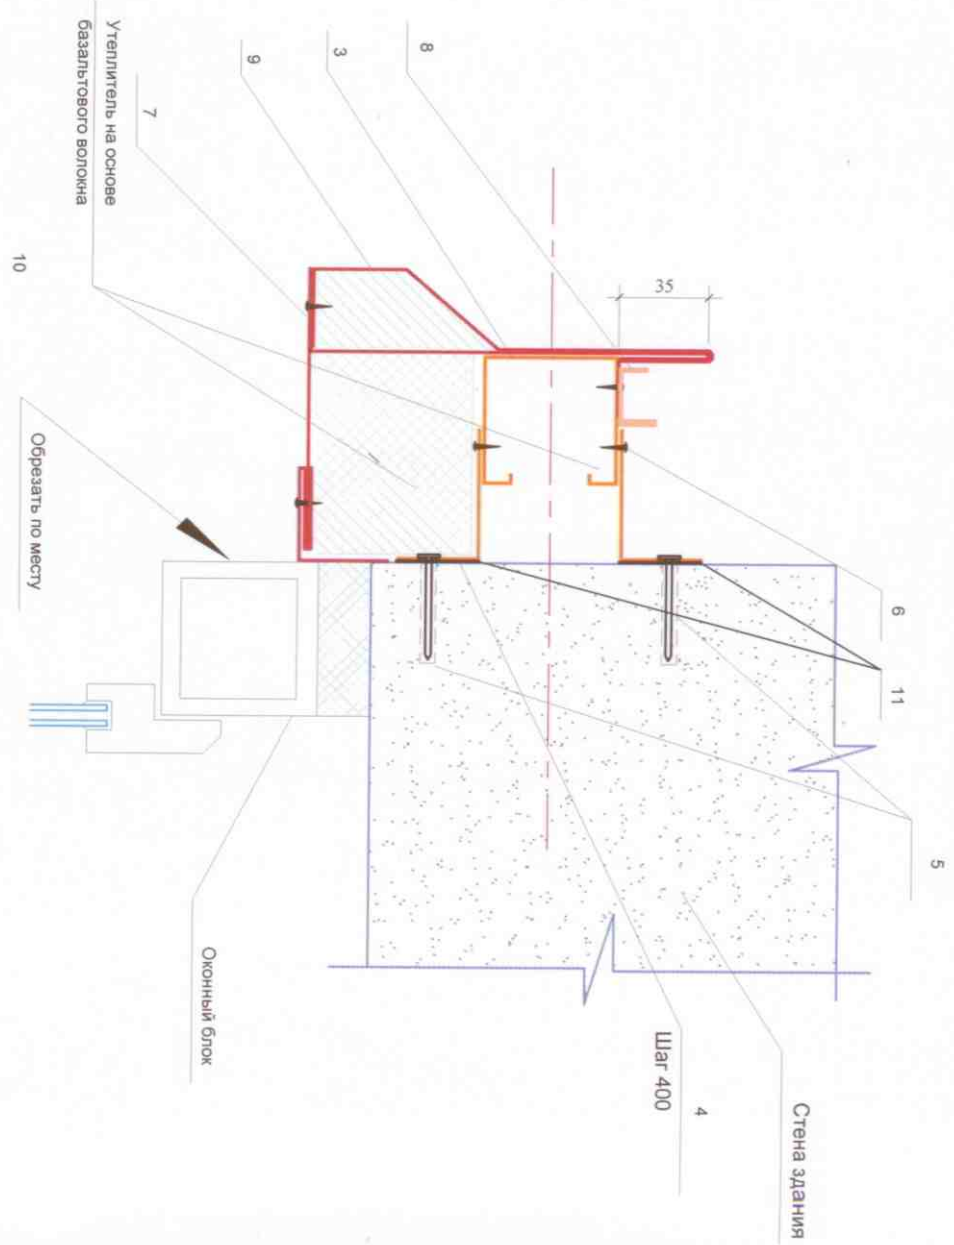 8
3
9
7
Утеплитель на основе
базальтового волокна
10
Обрезать по месту
35
6
11
5
Оконный блок
4
Шаг 400
Стена здания